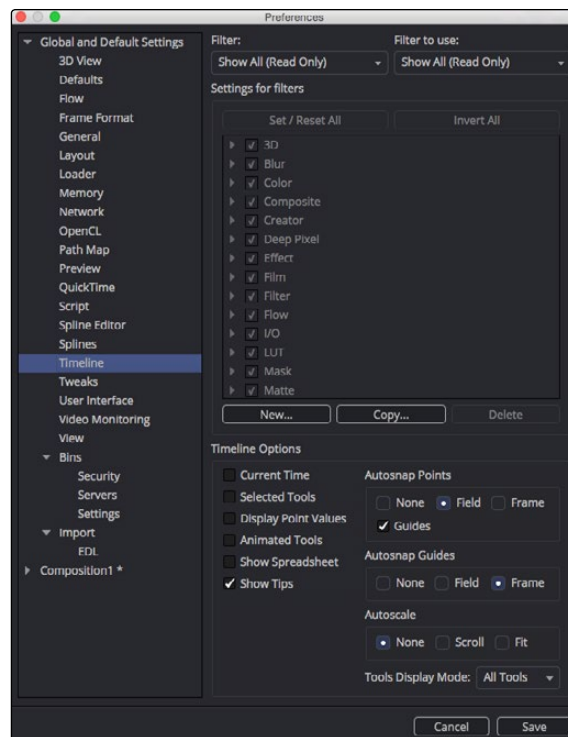 Preferences
Global and Default Settings
3D View
Defaults
Flow
Frame Format
General
Layout
Loader
Memory
Network
OpenCL
Path Map
Preview
QuickTime
Script
Spline Editor
Splines
Timeline
Tweaks
User Interface
Video Monitoring
View
Bins
Security
Servers
Settings
Import
EDL
Composition1 *
Filter:
Filter to use:
Show All (Read Only)
Show All (Read Only)
Settings for filters
Set / Reset All
Invert All
3D
Blur
Color
Composite
Creator
Deep Pixel
Effect
Film
Filter
Flow
I/O
LUT
Mask
Matte
New...
Copy...
Delete
Timeline Options
Current Time
Selected Tools
Display Point Values
Animated Tools
Show Spreadsheet
Show Tips
Autosnap Points
None Field Frame
Guides
Autosnap Guides
None Field Frame
Autoscale
None Scroll Fit
Tools Display Mode: All Tools
Cancel
Save